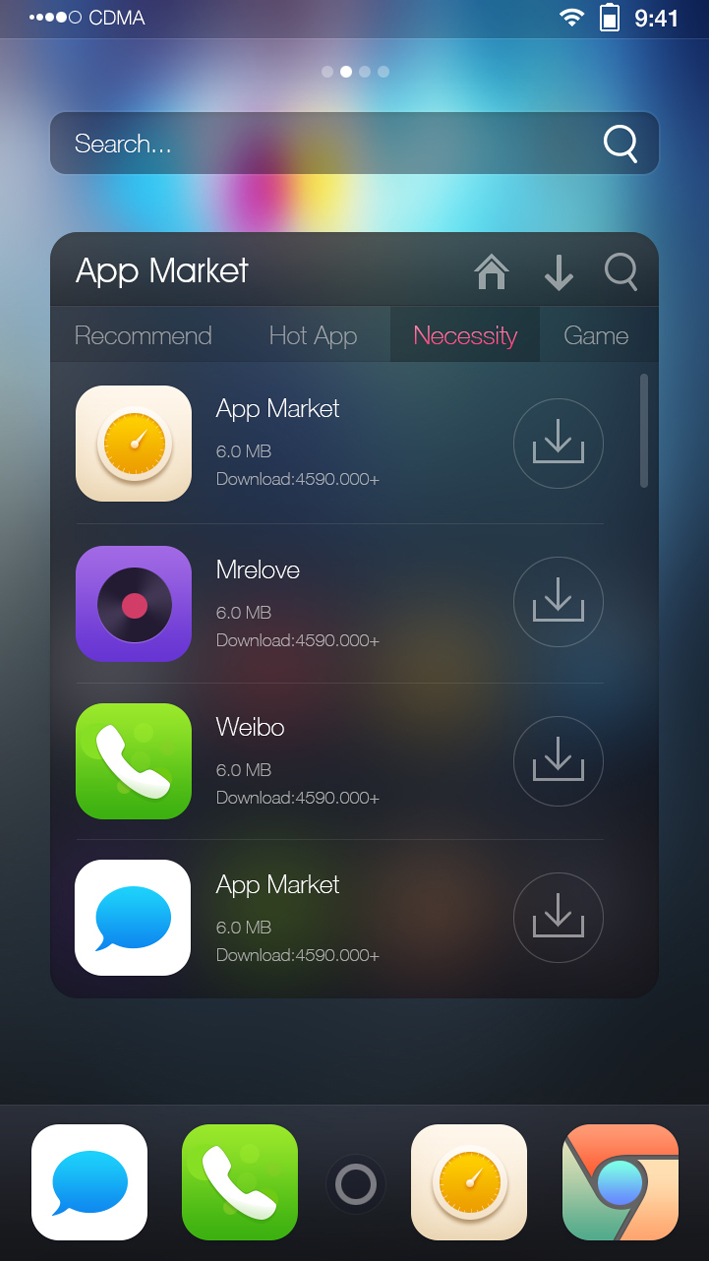 CDMA 9:41
Search...
App Market
Recommend Hot App Necessity Game
App Market
6.0 MB
Download:4590.000+
Mrelove
6.0 MB
Download:4590.000+
Weibo
6.0 MB
Download:4590.000+
App Market
6.0 MB
Download:4590.000+